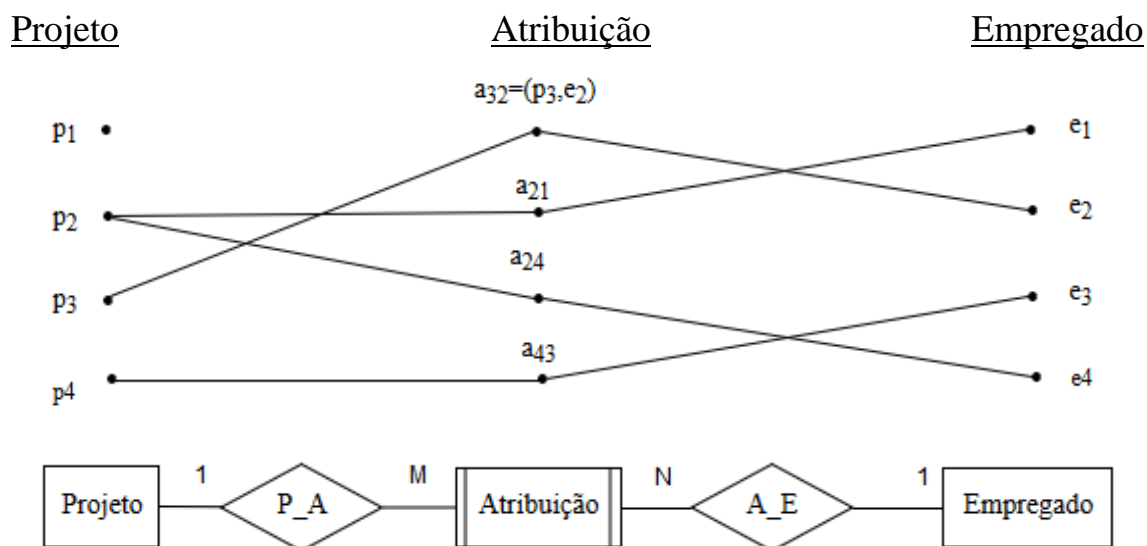 Projeto Atribuição Empregado
a32=(p3,e2)
p1 e1
a21
p2 e2
a24
p3 e3
a43
p4 e4
1 M N 1
Projeto P_A Atribuição A_E Empregado